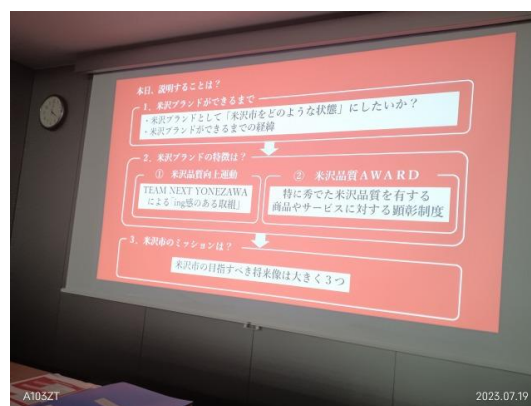 本日、説明することは？
1、米沢ブランドができるまで
・米沢ブランドとして「米沢市をどのような状態」にしたいか？
・米沢ブランドができるまでの経緯
2、米沢ブランドの特徴は？
① 米沢品質向上運動
TEAM NEXT YONEZAWA
による「ing感のある取組」
② 米沢品質AWARD
特に秀でた米沢品質を有する
商品やサービスに対する顕彰制度
3、米沢市のミッションは？
米沢市の目指すべき将来像は大きく3つ
A103ZT
2023.07.19